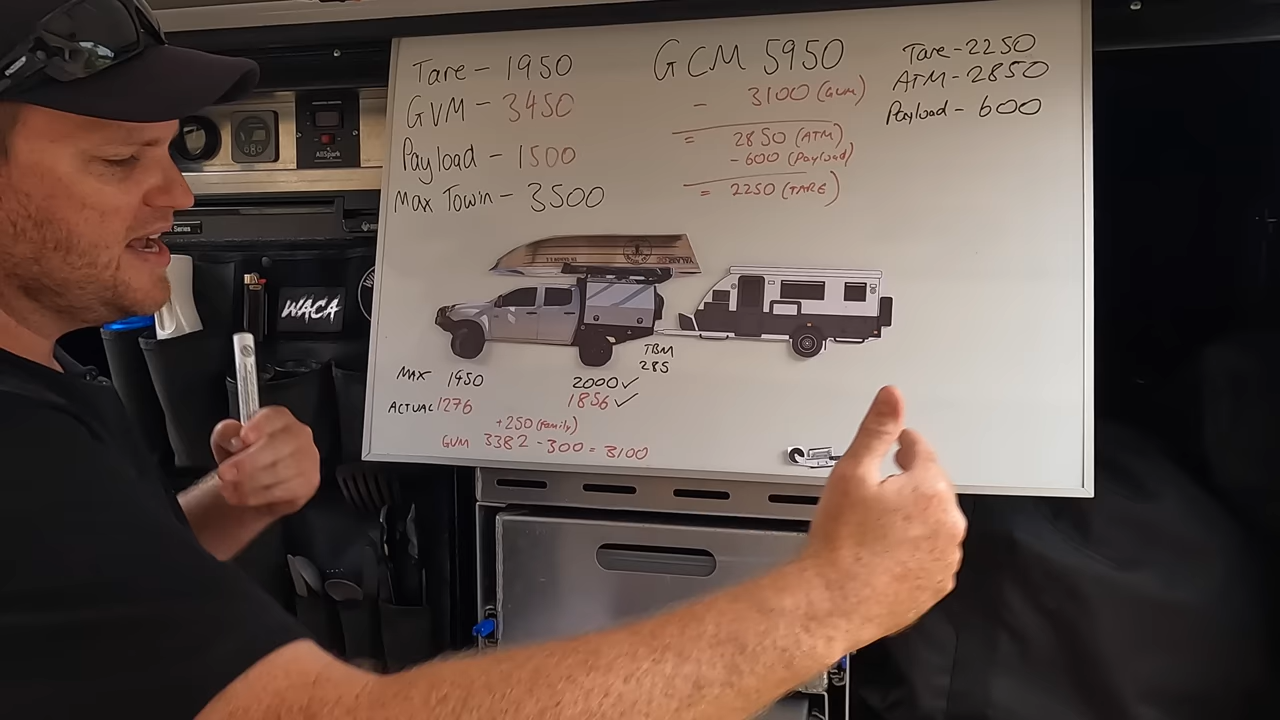 Tare - 1950
GVM - 3450
Payload - 1500
Max Towin - 3500
GCM 5950
- 3100 (GVM)
= 2850 (ATM)
- 600 (Payload)
= 2250 (TARE)
Tare - 2250
ATM - 2850
Payload - 600
TBM
285
MAX 1450 2000 ✓
ACTUAL 1276 1856 ✓
+250 (family)
GVM 3382 - 300 = 3100
AllSpark
Series
WACA